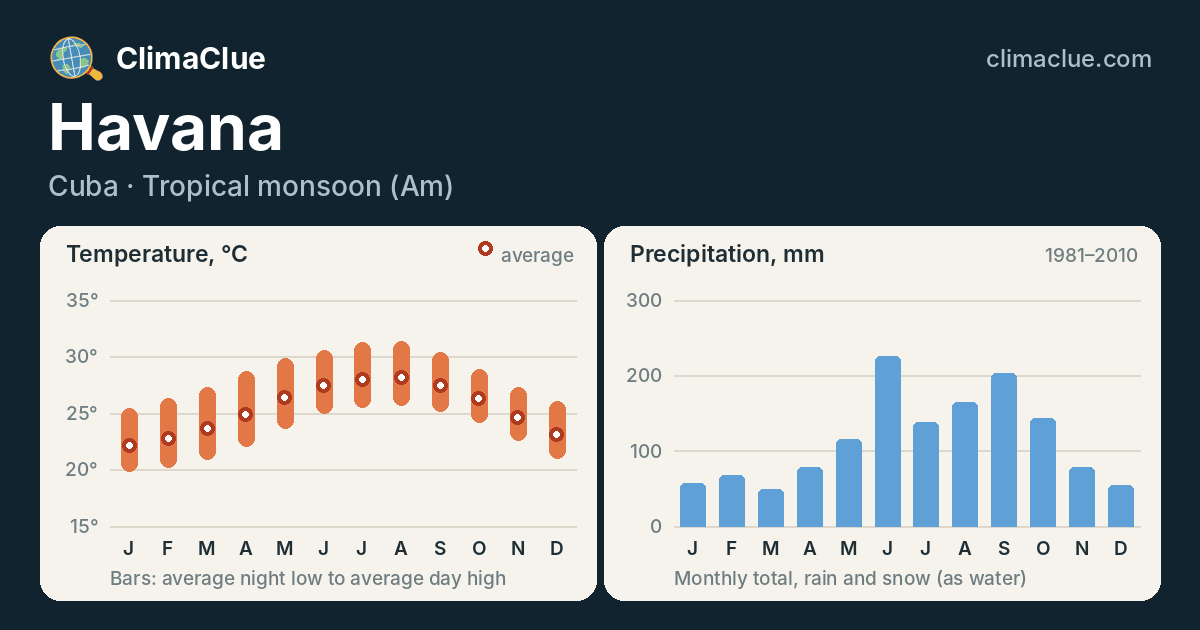 ClimaClue
climaclue.com
Havana
Cuba · Tropical monsoon (Am)
Temperature, °C
average
35°
30°
25°
20°
15°
J F M A M J J A S O N D
Bars: average night low to average day high
Precipitation, mm
1981–2010
300
200
100
0
J F M A M J J A S O N D
Monthly total, rain and snow (as water)